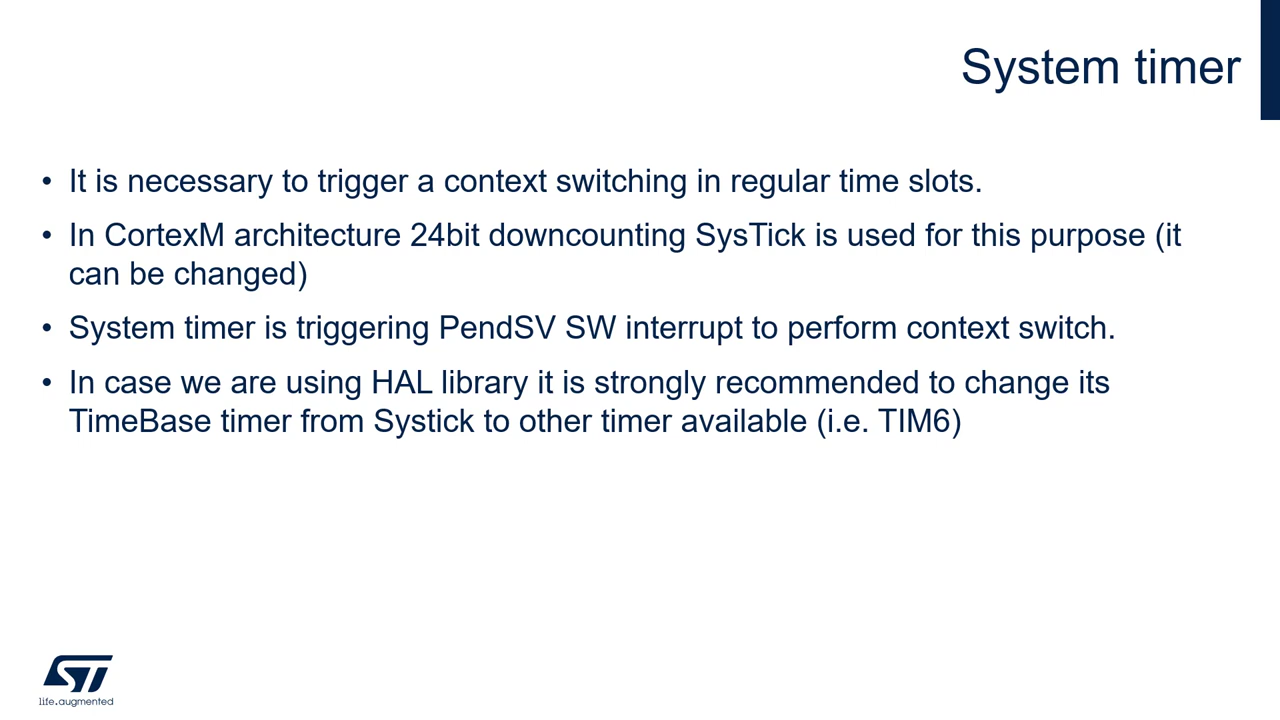 System timer
• It is necessary to trigger a context switching in regular time slots.
• In CortexM architecture 24bit downcounting SysTick is used for this purpose (it
can be changed)
• System timer is triggering PendSV SW interrupt to perform context switch.
• In case we are using HAL library it is strongly recommended to change its
TimeBase timer from Systick to other timer available (i.e. TIM6)
ST
life.augmented